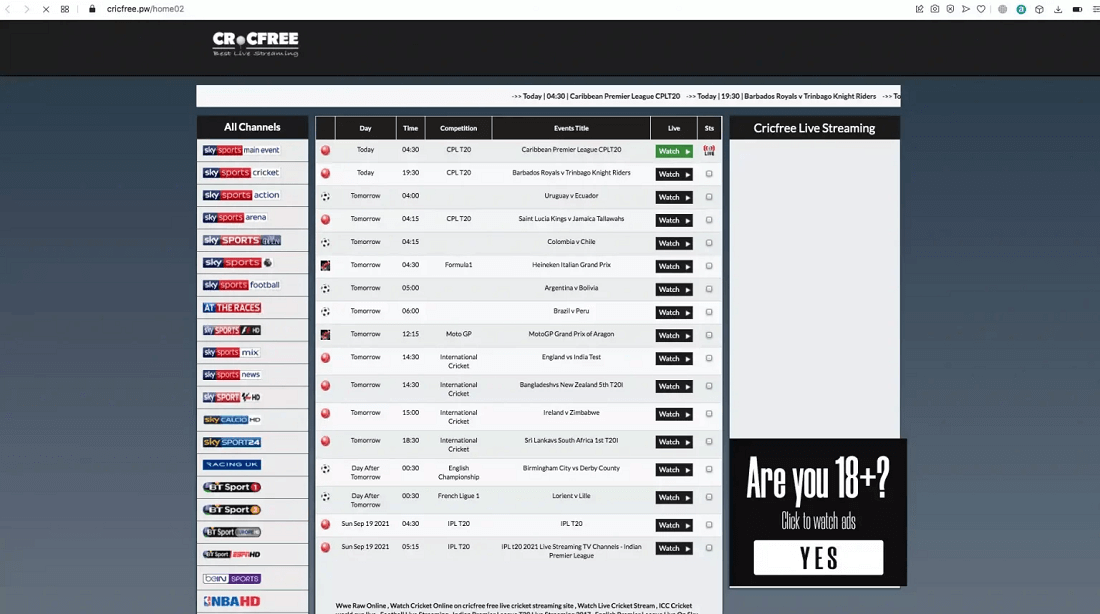 cricfree.pw/home02
CRICFREE
Best Live Streaming
->> Today | 04:30 | Caribbean Premier League CPLT20 ->> Today | 19:30 | Barbados Royals v Trinbago Knight Riders ->> To
All Channels
sky sports main event
sky sports cricket
sky sports action
sky sports arena
sky SPORTS
sky sports
sky sports football
AT THE RACES
sky SPORTS F1 HD
sky sports mix
sky sports news
sky SPORT HD
sky CALCIO HD
sky SPORT24
RACING UK
BT Sport 1
BT Sport 2
BT Sport EUROPE HD
BT Sport ESPN HD
beIN SPORTS
NBA HD
Day Time Competition Events Title Live Sts
Today 04:30 CPL T20 Caribbean Premier League CPLT20 Watch LIVE
Today 19:30 CPL T20 Barbados Royals v Trinbago Knight Riders Watch
Tomorrow 04:00 Uruguay v Ecuador Watch
Tomorrow 04:15 CPL T20 Saint Lucia Kings v Jamaica Tallawahs Watch
Tomorrow 04:15 Colombia v Chile Watch
Tomorrow 04:30 Formula1 Heineken Italian Grand Prix Watch
Tomorrow 05:00 Argentina v Bolivia Watch
Tomorrow 06:00 Brazil v Peru Watch
Tomorrow 12:15 Moto GP MotoGP Grand Prix of Aragon Watch
Tomorrow 14:30 International England vs India Test Watch
Cricket
Tomorrow 14:30 International Bangladeshvs New Zealand 5th T20I Watch
Cricket
Tomorrow 15:00 International Ireland v Zimbabwe Watch
Cricket
Tomorrow 18:30 International Sri Lankavs South Africa 1st T20I Watch
Cricket
Day After 00:30 English Birmingham City vs Derby County Watch
Tomorrow Championship
Day After 00:30 French Ligue 1 Lorient v Lille Watch
Tomorrow
Sun Sep 19 2021 04:30 IPL T20 IPL T20 Watch
Sun Sep 19 2021 05:15 IPL T20 IPL t20 2021 Live Streaming TV Channels - Indian Watch
Premier League
Wwe Raw Online , Watch Cricket Online on cricfree free live cricket streaming site , Watch Live Cricket Stream , ICC Cricket
Cricfree Live Streaming
Are you 18+?
Click to watch ads
YES